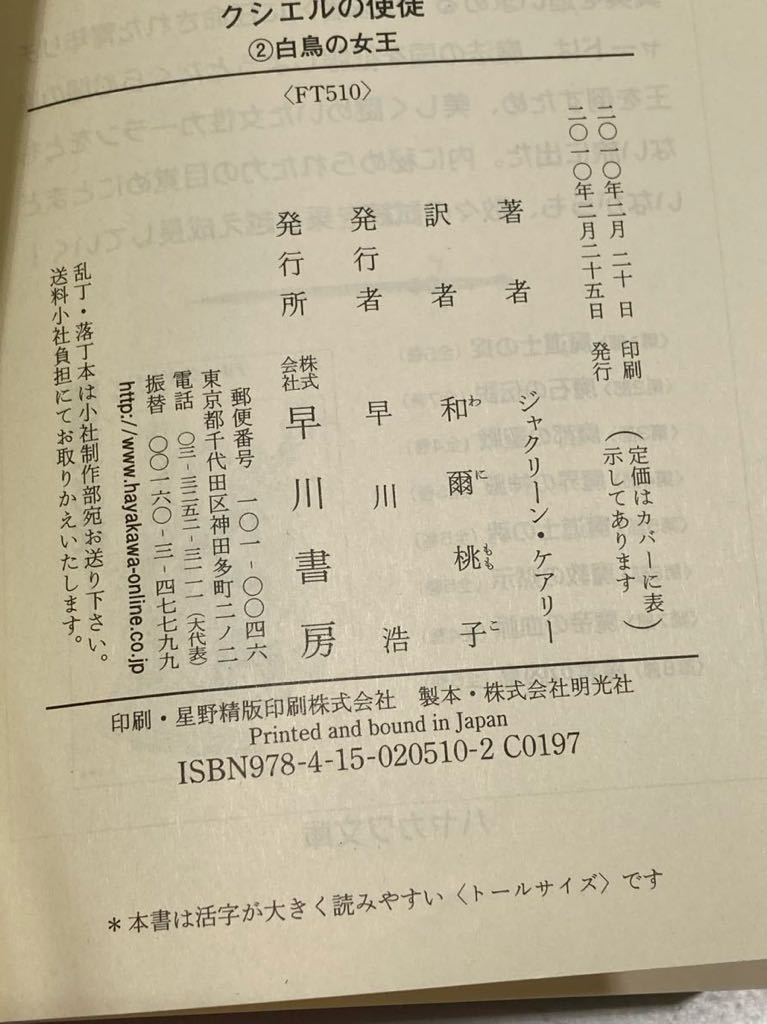 クシエルの使徒
②白鳥の女王
〈FT510〉
二〇一〇年二月 二十 日 印刷
二〇一〇年二月二十五日 発行
（定価はカバーに表
示してあります）
著者 ジャクリーン・ケアリー
訳者 和爾桃子
わにももこ
発行者 早川浩
発行所 株式会社 早川書房
郵便番号 一〇一‐〇〇四六
東京都千代田区神田多町二ノ二
電話 〇三‐三二五二‐三一一一（大代表）
振替 〇〇一六〇‐三‐四七七九九
http://www.hayakawa-online.co.jp
乱丁・落丁本は小社制作部宛お送り下さい。
送料小社負担にてお取りかえいたします。
印刷・星野精版印刷株式会社 製本・株式会社明光社
Printed and bound in Japan
ISBN978-4-15-020510-2 C0197
＊本書は活字が大きく読みやすい〈トールサイズ〉です